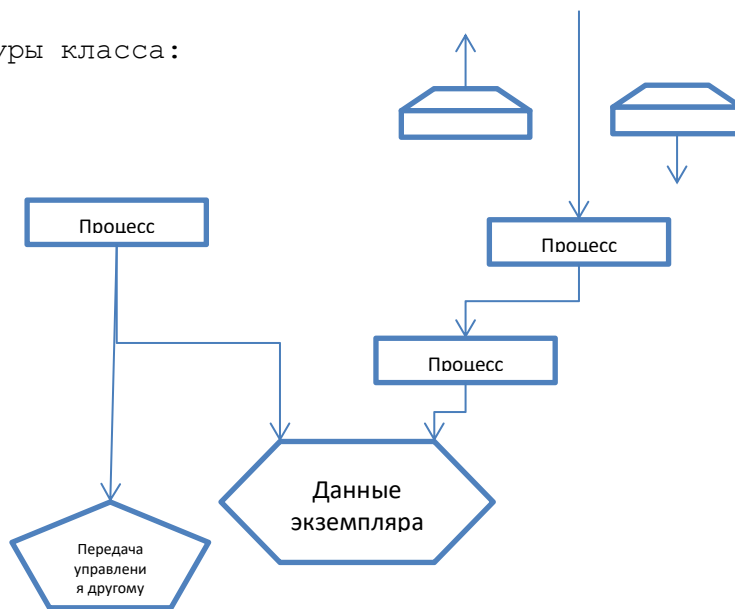 уры класса:
Процесс
Процесс
Процесс
Данные
экземпляра
Передача
управлени
я другому